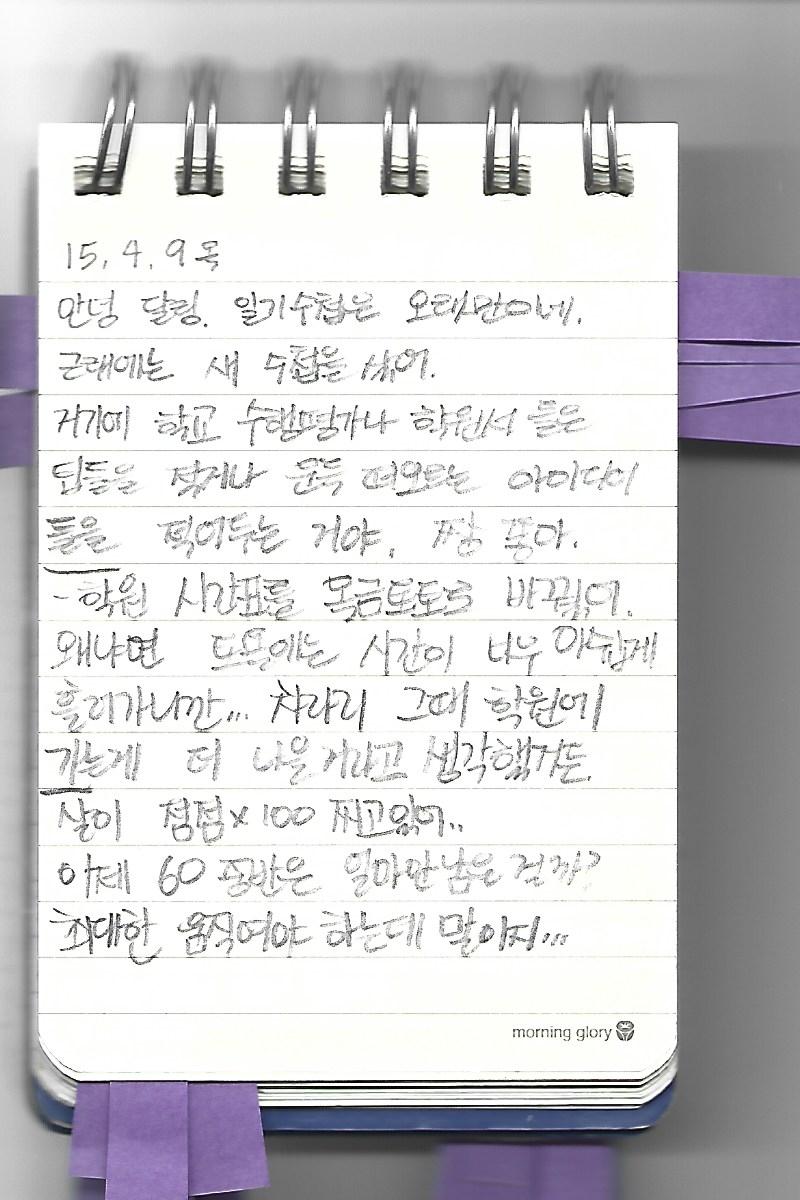 15. 4. 9 목
안녕 달링. 일기수첩은 오랜만이네.
근래에는 새 수첩을 샀어.
거기에 학교 수행평가나 학원서 들은
팁들을 적거나 문득 떠오르는 아이디어
들을 적어두는 거야. 짱 좋아.
- 학원 시간표를 목금토토로 바꿨어.
왜냐면 토욜에는 시간이 너무 아쉽게
흘러가니깐... 차라리 그때 학원에
가는게 더 나을거라고 생각했거든.
살이 점점×100 찌고있어..
이제 60 중반은 얼마만남은 걸까?
최대한 움직여야 하는데 말이지...
morning glory